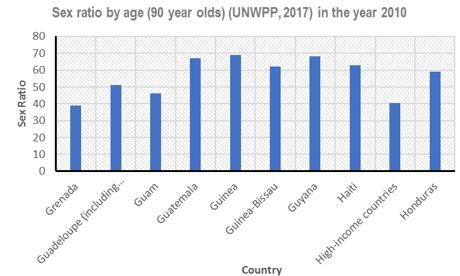 Sex ratio by age (90 year olds) (UNWPP, 2017) in the year 2010
80
70
60
50
40
30
20
10
0
Sex Ratio
Grenada
Guadeloupe (including...
Guam
Guatemala
Guinea
Guinea-Bissau
Guyana
Haiti
High-income countries
Honduras
Country